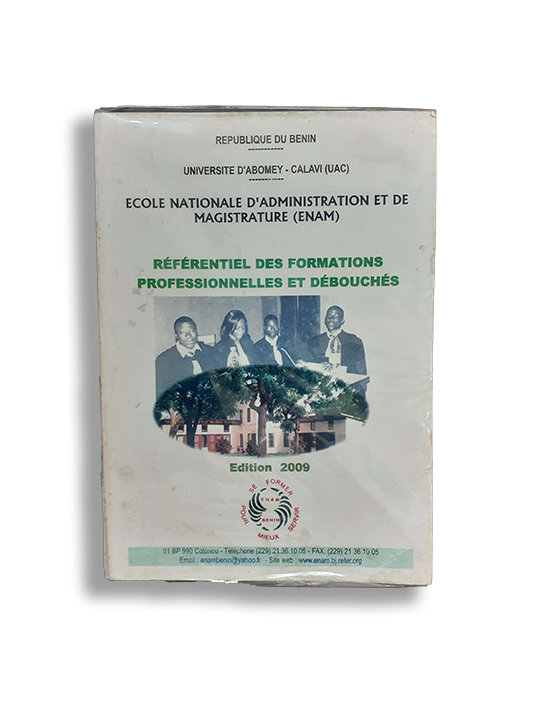 REPUBLIQUE DU BENIN
-----------
UNIVERSITE D'ABOMEY - CALAVI (UAC)
-----------
ECOLE NATIONALE D'ADMINISTRATION ET DE
MAGISTRATURE (ENAM)
RÉFÉRENTIEL DES FORMATIONS
PROFESSIONNELLES ET DÉBOUCHÉS
Edition 2009
SE FORMER
POUR MIEUX SERVIR
ENAM
BENIN
01 BP 990 Cotonou - Téléphone (229) 21.36.10.05 - FAX. (229) 21 36 10 05
Email : enambenin@yahoo.fr - Site web : www.enam.bj.refer.org